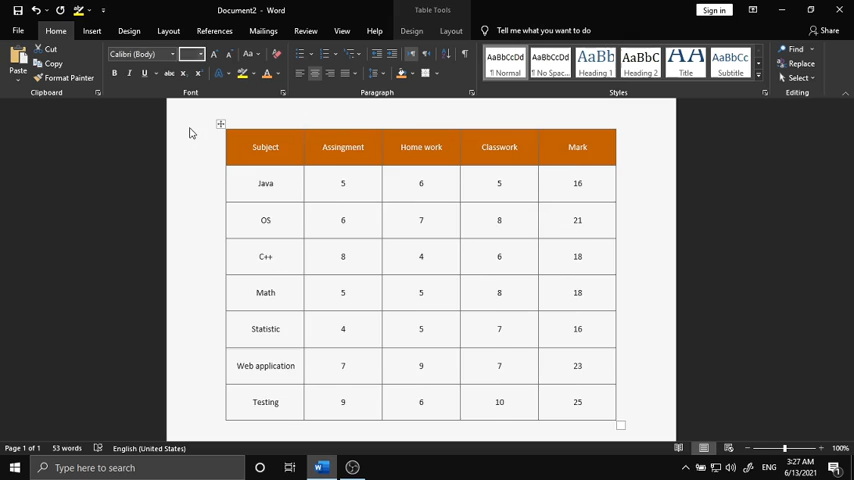 Document2 - Word
Table Tools
Sign in
File Home Insert Design Layout References Mailings Review View Help Design Layout Tell me what you want to do Share
Paste
Cut
Copy
Format Painter
Calibri (Body)
Aa
B I U abc X₂ X²
AaBbCcDd ¶ Normal
AaBbCcDd ¶ No Spac...
AaBb Heading 1
AaBbC Heading 2
AaB Title
AaBbCc Subtitle
Find
Replace
Select
Clipboard Font Paragraph Styles Editing
Subject Assingment Home work Classwork Mark
Java 5 6 5 16
OS 6 7 8 21
C++ 8 4 6 18
Math 5 5 8 18
Statistic 4 5 7 16
Web application 7 9 7 23
Testing 9 6 10 25
Page 1 of 1 53 words English (United States) 100%
Type here to search
ENG
3:27 AM
6/13/2021